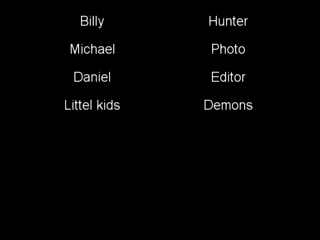 Billy Hunter
Michael Photo
Daniel Editor
Littel kids Demons